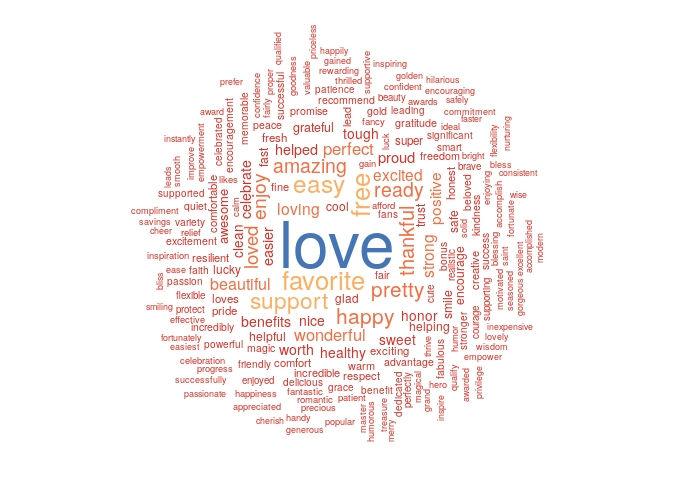 priceless
qualified
happily
gained
rewarding
thrilled
supportive
inspiring
golden
hilarious
prefer
confidence
fairly
proper
successful
goodness
valuable
patience
confident
encouraging
recommend
beauty
awards
safely
award
celebrated
encouragement
memorable
peace
promise
lead
gold
leading
commitment
faster
instantly
fresh
grateful
fancy
gratitude
ideal
tough
luck
super
significant
flexibility
nurturing
leads
smooth
improve
empowerment
fast
helped
perfect
proud
freedom
smart
bright
bless
likes
celebrate
amazing
gain
excited
brave
consistent
supported
comfortable
awesome
calm
enjoy
fine
easy
free
ready
positive
honest
beloved
enjoying
accomplish
wise
compliment
quiet
loving
cool
afford
fans
trust
safe
kindness
fortunate
savings
variety
cheer
relief
clean
loved
easier
love
thankful
strong
solid
success
blessing
saint
excellent
accomplished
modern
excitement
inspiration
resilient
bonus
realistic
encourage
creative
ease
faith
lucky
favorite
fair
bliss
passion
beautiful
pretty
cute
supporting
motivated
seasoned
gorgeous
flexible
loves
support
glad
smile
smiling
protect
pride
happy
honor
courage
effective
incredibly
benefits
nice
helping
stronger
inexpensive
fortunately
helpful
wonderful
sweet
humor
lovely
easiest
powerful
magic
worth
healthy
exciting
thrive
fabulous
wisdom
empower
celebration
progress
friendly
comfort
warm
advantage
successfully
enjoyed
incredible
respect
dedicated
perfectly
magical
hero
qualify
awarded
privilege
delicious
grace
benefit
passionate
happiness
fantastic
romantic
patient
grand
inspire
appreciated
precious
master
humorous
treasure
merry
cherish
handy
popular
generous